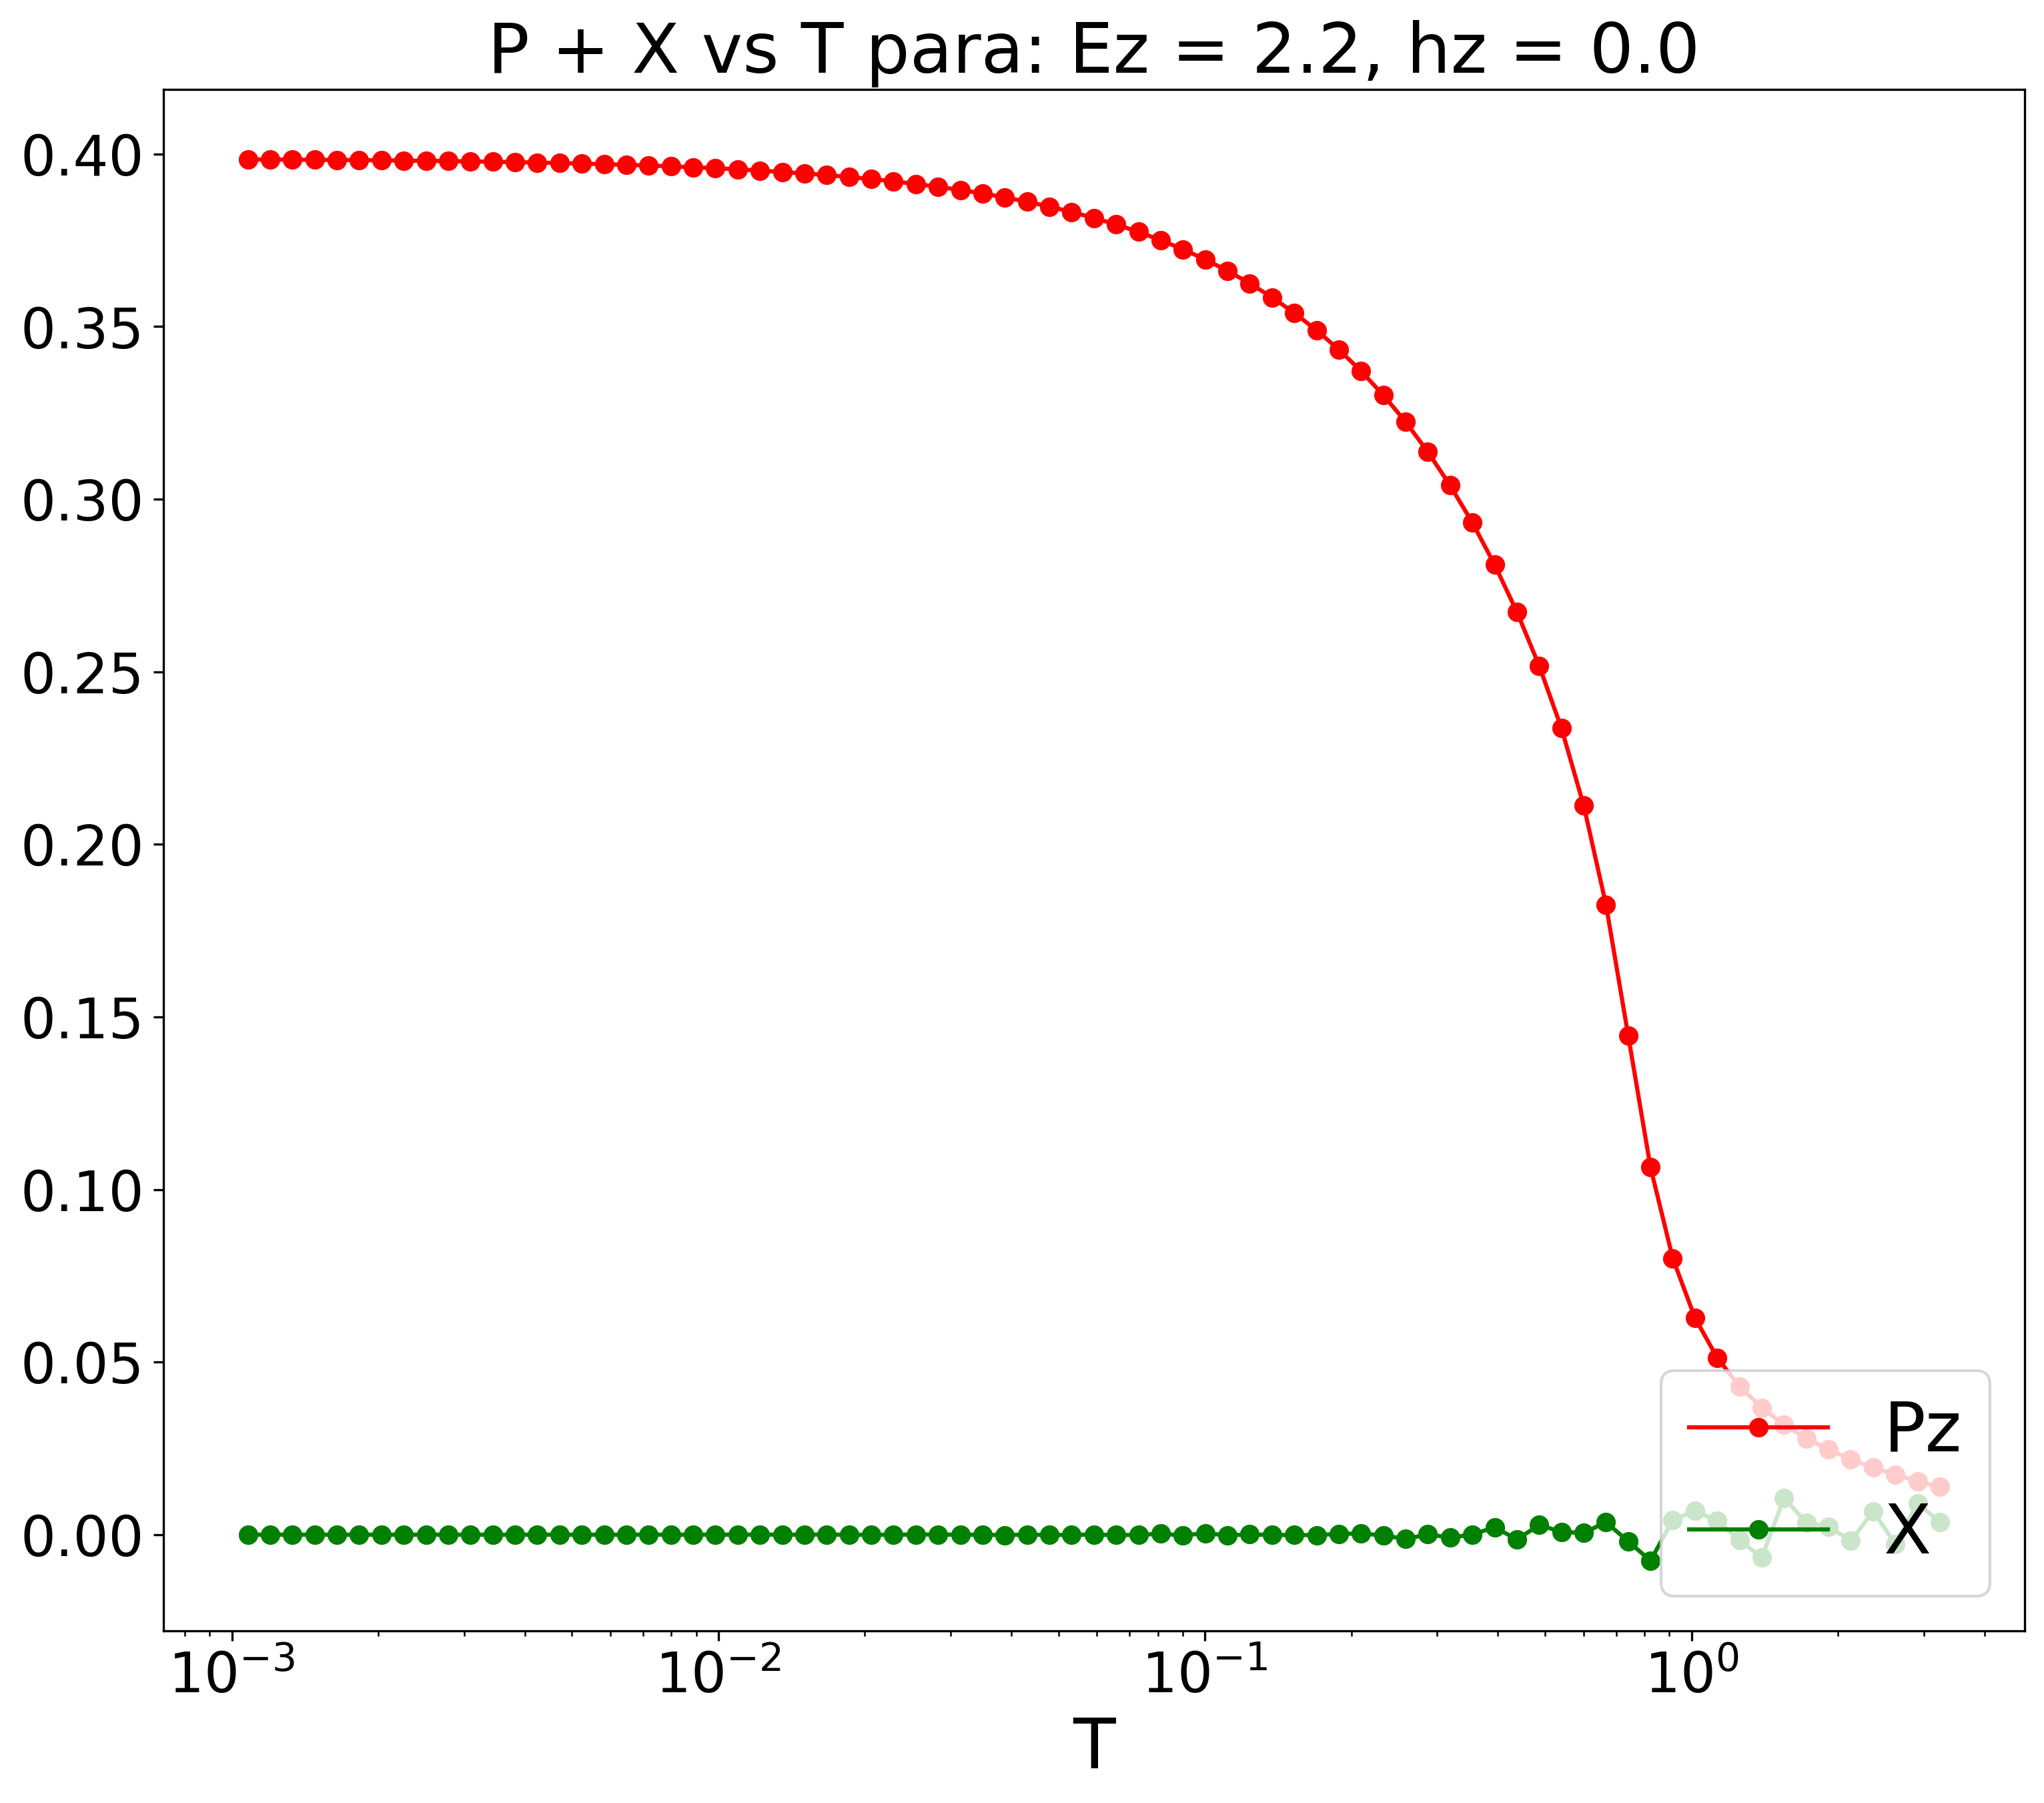 P + X vs T para: Ez = 2.2, hz = 0.0
0.40
0.35
0.30
0.25
0.20
0.15
0.10
0.05
0.00
Pz
X
10⁻³ 10⁻² 10⁻¹ 10⁰
T